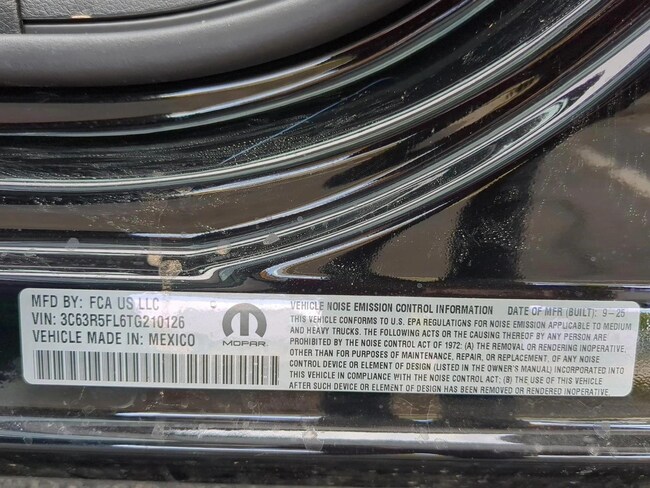 MFD BY: FCA US LLC
VIN: 3C63R5FL6TG210126
VEHICLE MADE IN: MEXICO
MOPAR
VEHICLE NOISE EMISSION CONTROL INFORMATION DATE OF MFR (BUILT): 9-25
THIS VEHICLE CONFORMS TO U.S. EPA REGULATIONS FOR NOISE EMISSION APPLICABLE TO MEDIUM
AND HEAVY TRUCKS. THE FOLLOWING ACTS OR THE CAUSING THEREOF BY ANY PERSON ARE
PROHIBITED BY THE NOISE CONTROL ACT OF 1972: (A) THE REMOVAL OR RENDERING INOPERATIVE,
OTHER THAN FOR PURPOSES OF MAINTENANCE, REPAIR, OR REPLACEMENT, OF ANY NOISE
CONTROL DEVICE OR ELEMENT OF DESIGN (LISTED IN THE OWNER'S MANUAL) INCORPORATED INTO
THIS VEHICLE IN COMPLIANCE WITH THE NOISE CONTROL ACT; (B) THE USE OF THIS VEHICLE
AFTER SUCH DEVICE OR ELEMENT OF DESIGN HAS BEEN REMOVED OR RENDERED INOPERATIVE.